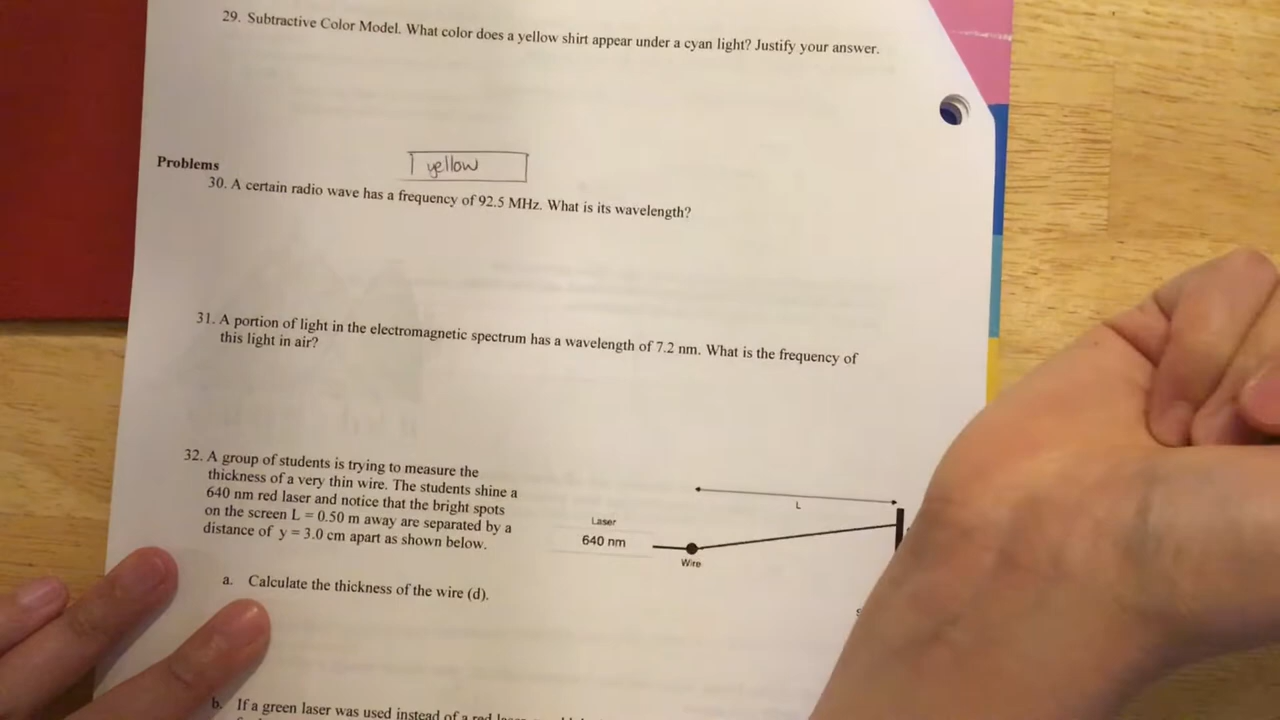 29. Subtractive Color Model. What color does a yellow shirt appear under a cyan light? Justify your answer.
yellow
Problems
30. A certain radio wave has a frequency of 92.5 MHz. What is its wavelength?
31. A portion of light in the electromagnetic spectrum has a wavelength of 7.2 nm. What is the frequency of
this light in air?
32. A group of students is trying to measure the
thickness of a very thin wire. The students shine a
640 nm red laser and notice that the bright spots
on the screen L = 0.50 m away are separated by a
distance of y = 3.0 cm apart as shown below.
L
Laser
640 nm
Wire
a. Calculate the thickness of the wire (d).
b. If a green laser was used instead of a red